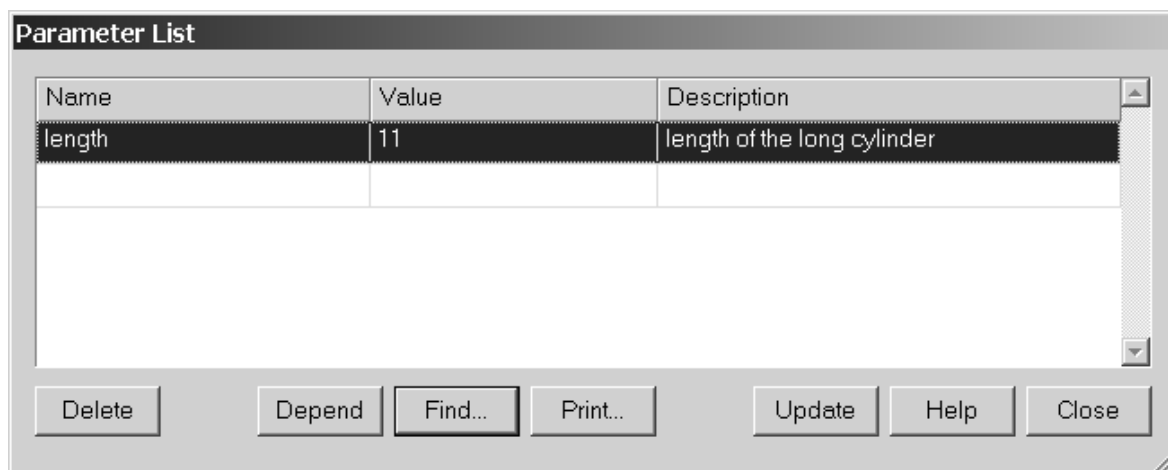 Parameter List
Name Value Description
length 11 length of the long cylinder
Delete Depend Find... Print... Update Help Close